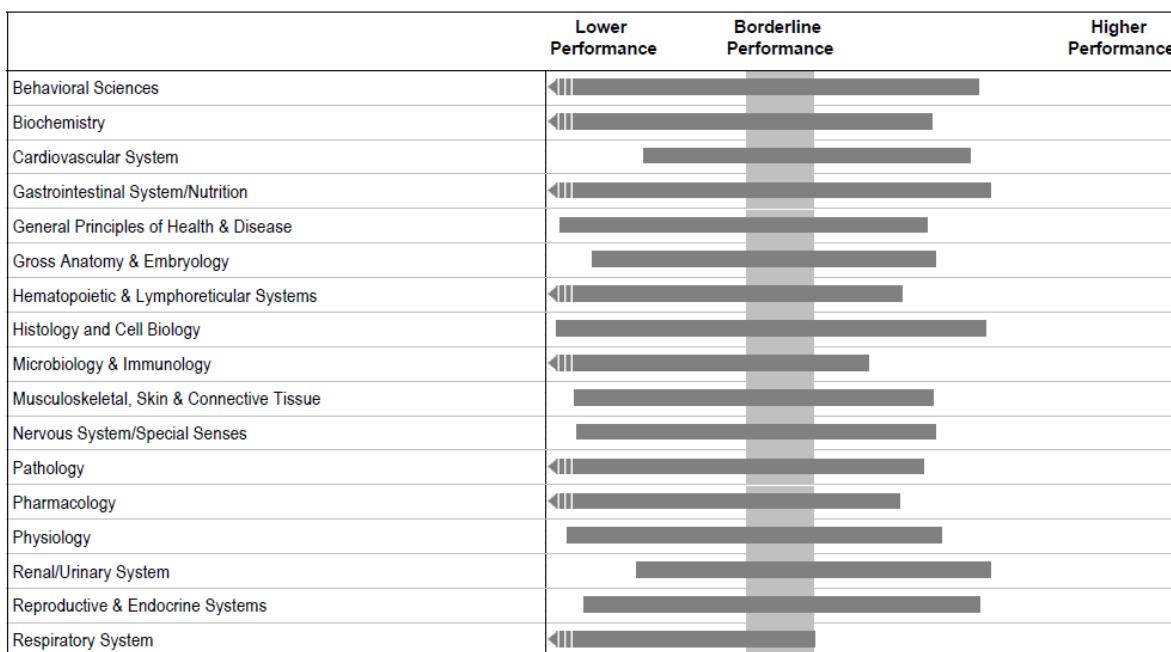 Lower Performance
Borderline Performance
Higher Performance
Behavioral Sciences
Biochemistry
Cardiovascular System
Gastrointestinal System/Nutrition
General Principles of Health & Disease
Gross Anatomy & Embryology
Hematopoietic & Lymphoreticular Systems
Histology and Cell Biology
Microbiology & Immunology
Musculoskeletal, Skin & Connective Tissue
Nervous System/Special Senses
Pathology
Pharmacology
Physiology
Renal/Urinary System
Reproductive & Endocrine Systems
Respiratory System